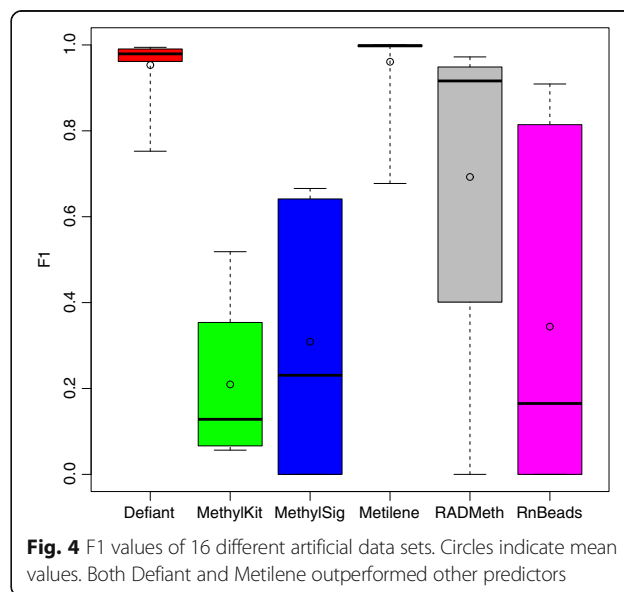 1.0
0.8
0.6
0.4
0.2
0.0
F1
Defiant MethylKit MethylSig Metilene RADMeth RnBeads
Fig. 4 F1 values of 16 different artificial data sets. Circles indicate mean
values. Both Defiant and Metilene outperformed other predictors